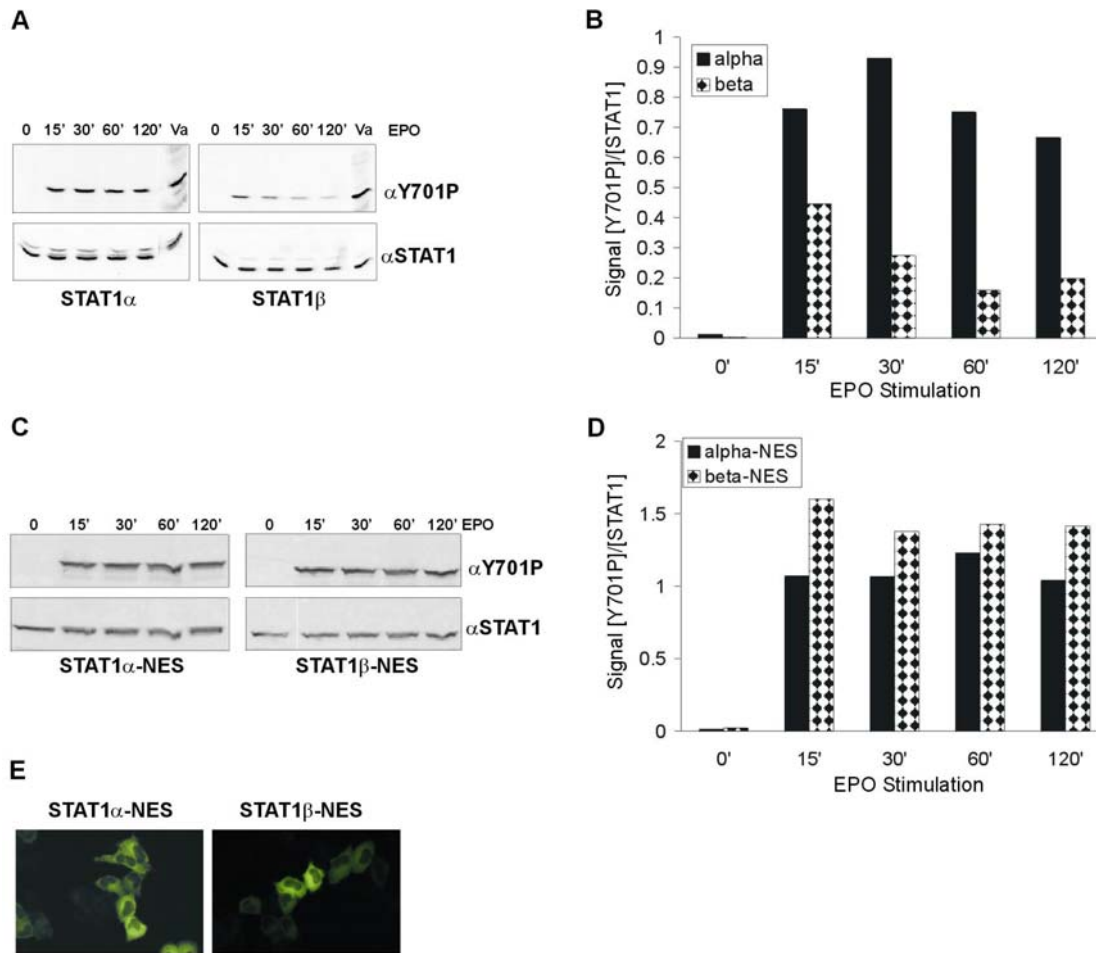 A
0 15' 30' 60' 120' Va 0 15' 30' 60' 120' Va EPO
αY701P
αSTAT1
STAT1α STAT1β
B
Signal [Y701P]/[STAT1]
1
0.9
0.8
0.7
0.6
0.5
0.4
0.3
0.2
0.1
0
alpha
beta
0' 15' 30' 60' 120'
EPO Stimulation
C
0 15' 30' 60' 120' 0 15' 30' 60' 120' EPO
αY701P
αSTAT1
STAT1α-NES STAT1β-NES
D
Signal [Y701P]/[STAT1]
2
1.5
1
0.5
0
alpha-NES
beta-NES
0' 15' 30' 60' 120'
EPO Stimulation
E
STAT1α-NES STAT1β-NES